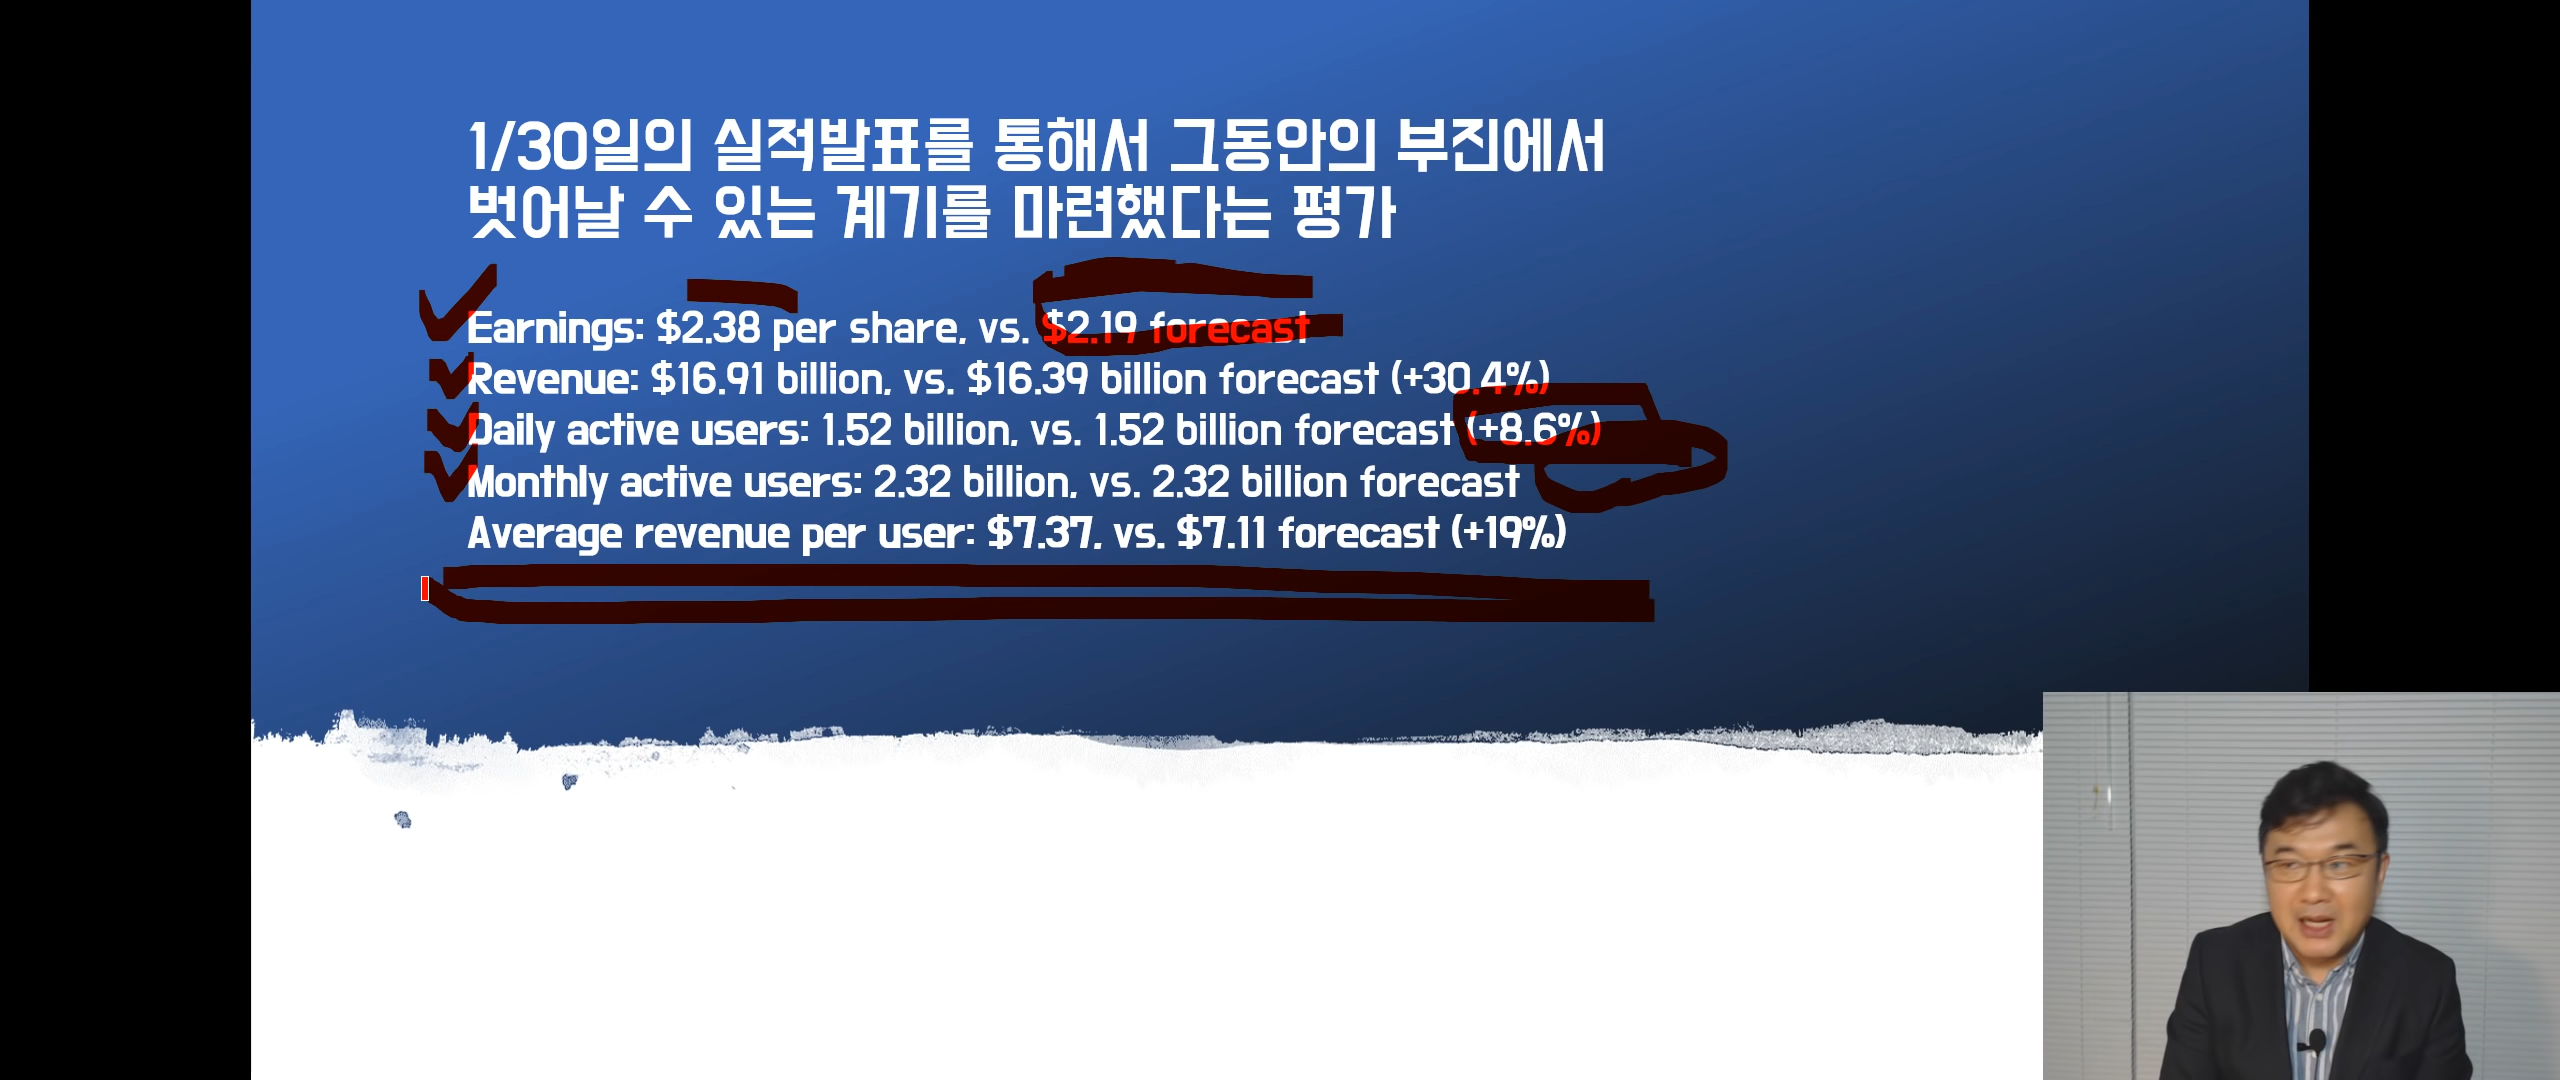 1/30일의 실적발표를 통해서 그동안의 부진에서
벗어날 수 있는 계기를 마련했다는 평가
Earnings: $2.38 per share, vs. $2.19 forecast
Revenue: $16.91 billion, vs. $16.39 billion forecast (+30.4%)
Daily active users: 1.52 billion, vs. 1.52 billion forecast (+8.6%)
Monthly active users: 2.32 billion, vs. 2.32 billion forecast
Average revenue per user: $7.37, vs. $7.11 forecast (+19%)